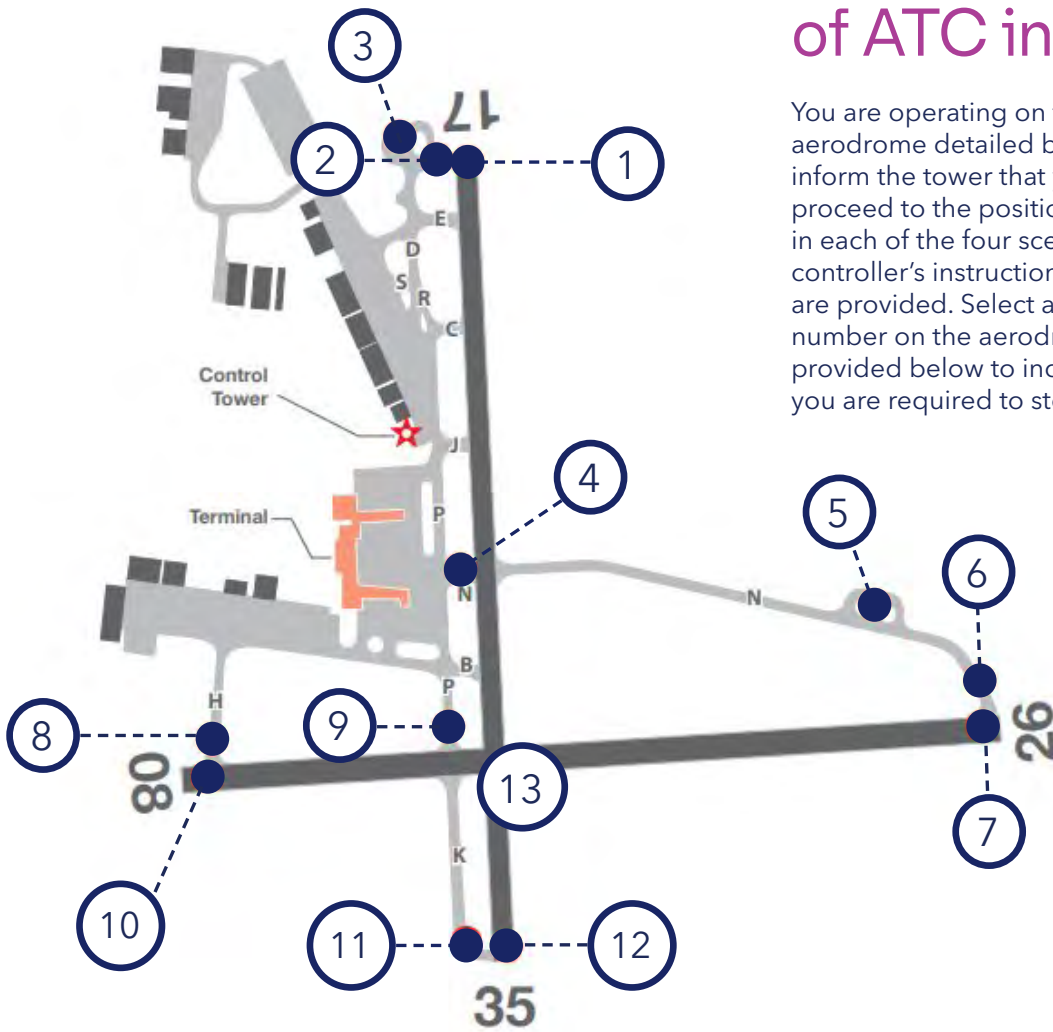 of ATC in
You are operating on
aerodrome detailed b
inform the tower that
proceed to the positio
in each of the four sce
controller's instruction
are provided. Select a
number on the aerod
provided below to inc
you are required to st
3
17
2
1
E
D
S
R
C
Control
Tower
J
4
Terminal
P
5
N
6
N
B
P
H
9
8
26
08
13
7
K
10
11
12
35